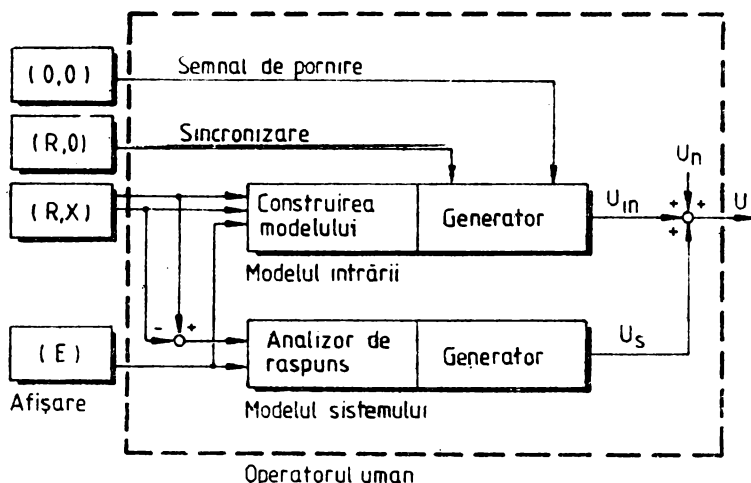 (0,0)
Semnal de pornire
(R,0)
Sincronizare
(R,X)
Construirea
modelului
Generator
Modelul intrării
U_in
U_n
+
+
+
+
U
-
+
(E)
Afișare
Analizor de
raspuns
Generator
Modelul sistemului
U_s
Operatorul uman